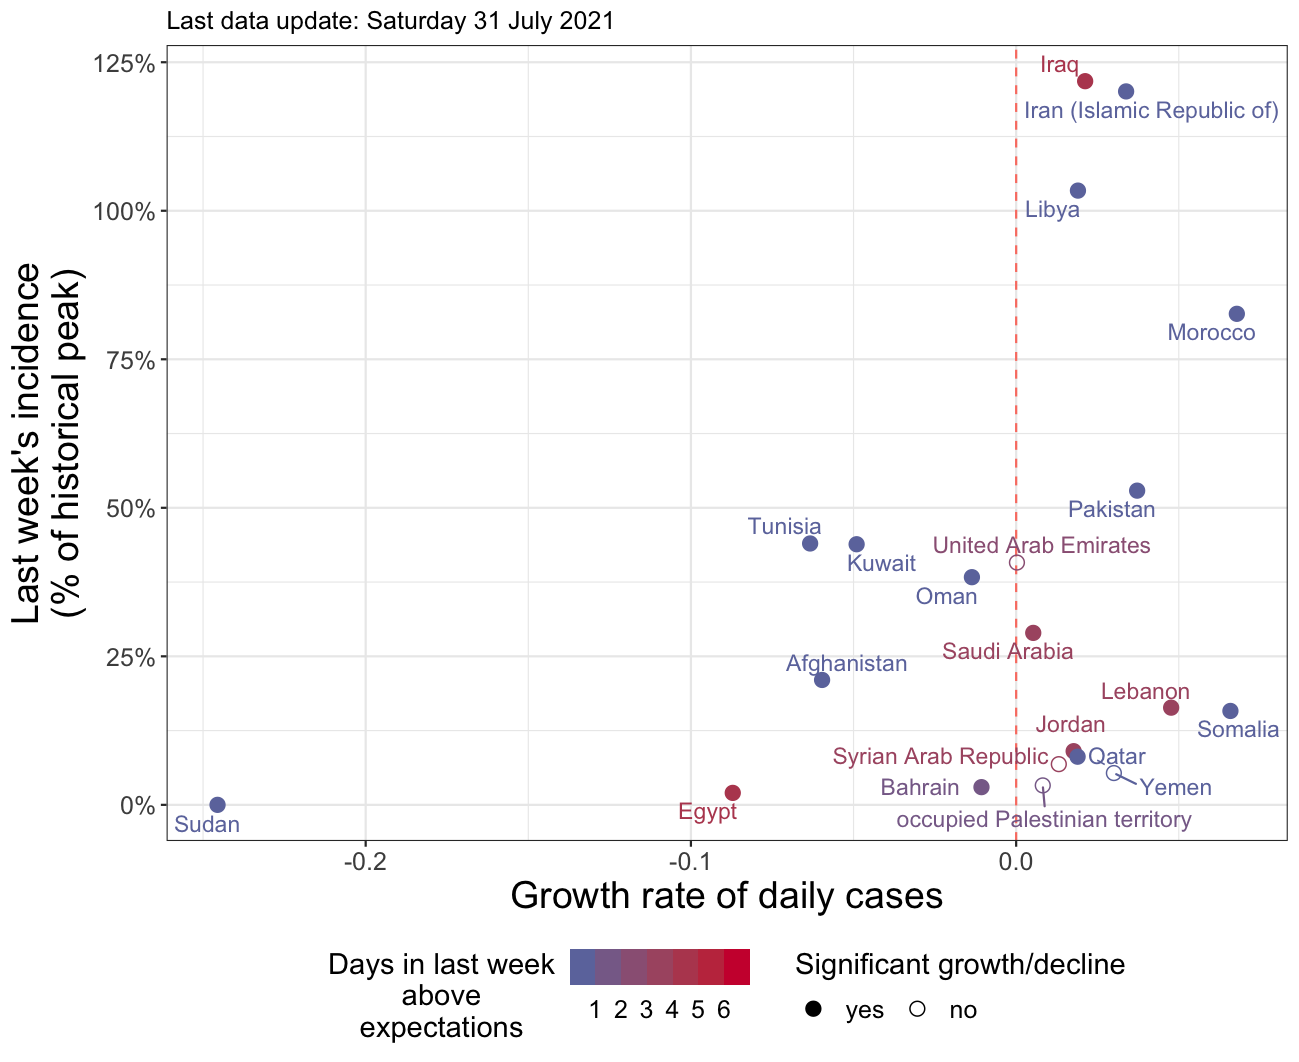 Last data update: Saturday 31 July 2021
125%
100%
75%
50%
25%
0%
Last week's incidence
(% of historical peak)
Iraq
Iran (Islamic Republic of)
Libya
Morocco
Pakistan
Tunisia
United Arab Emirates
Kuwait
Oman
Saudi Arabia
Afghanistan
Lebanon
Jordan
Somalia
Syrian Arab Republic
Qatar
Bahrain
Yemen
Egypt
occupied Palestinian territory
Sudan
-0.2
-0.1
0.0
Growth rate of daily cases
Days in last week
above
expectations
1 2 3 4 5 6
Significant growth/decline
yes
no